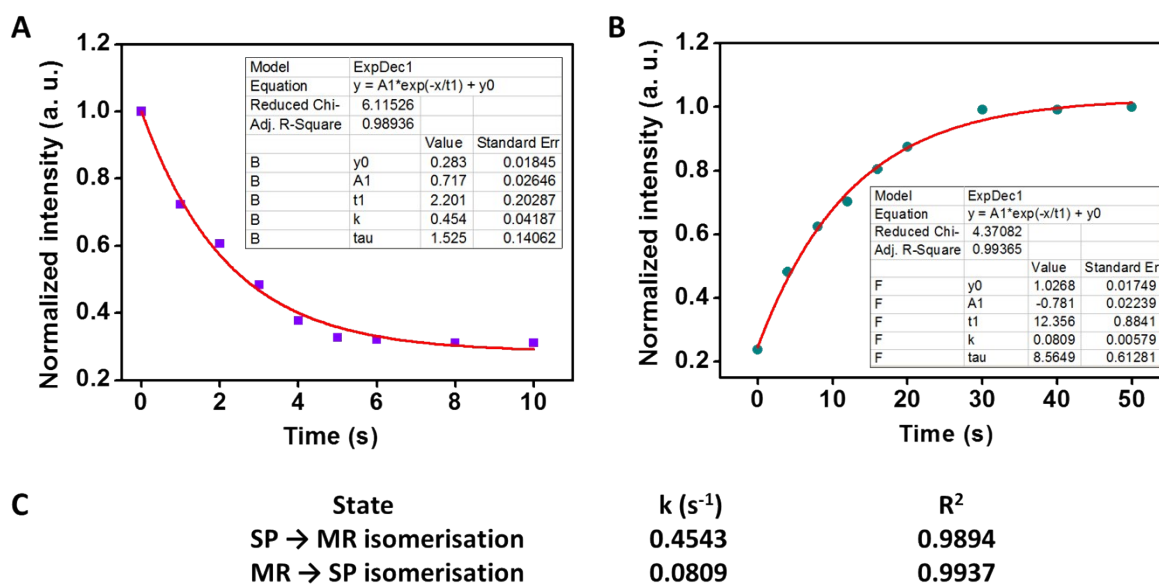 A
Normalized intensity (a. u.)
1.2
1.0
0.8
0.6
0.4
0.2
0 2 4 6 8 10
Time (s)
Model ExpDec1
Equation y = A1*exp(-x/t1) + y0
Reduced Chi- 6.11526
Adj. R-Square 0.98936
Value Standard Err
B y0 0.283 0.01845
B A1 0.717 0.02646
B t1 2.201 0.20287
B k 0.454 0.04187
B tau 1.525 0.14062
B
Normalized intensity (a. u.)
1.2
1.0
0.8
0.6
0.4
0.2
0 10 20 30 40 50
Time (s)
Model ExpDec1
Equation y = A1*exp(-x/t1) + y0
Reduced Chi- 4.37082
Adj. R-Square 0.99365
Value Standard Err
F y0 1.0268 0.01749
F A1 -0.781 0.02239
F t1 12.356 0.8841
F k 0.0809 0.00579
F tau 8.5649 0.61281
C State k (s⁻¹) R²
SP → MR isomerisation 0.4543 0.9894
MR → SP isomerisation 0.0809 0.9937